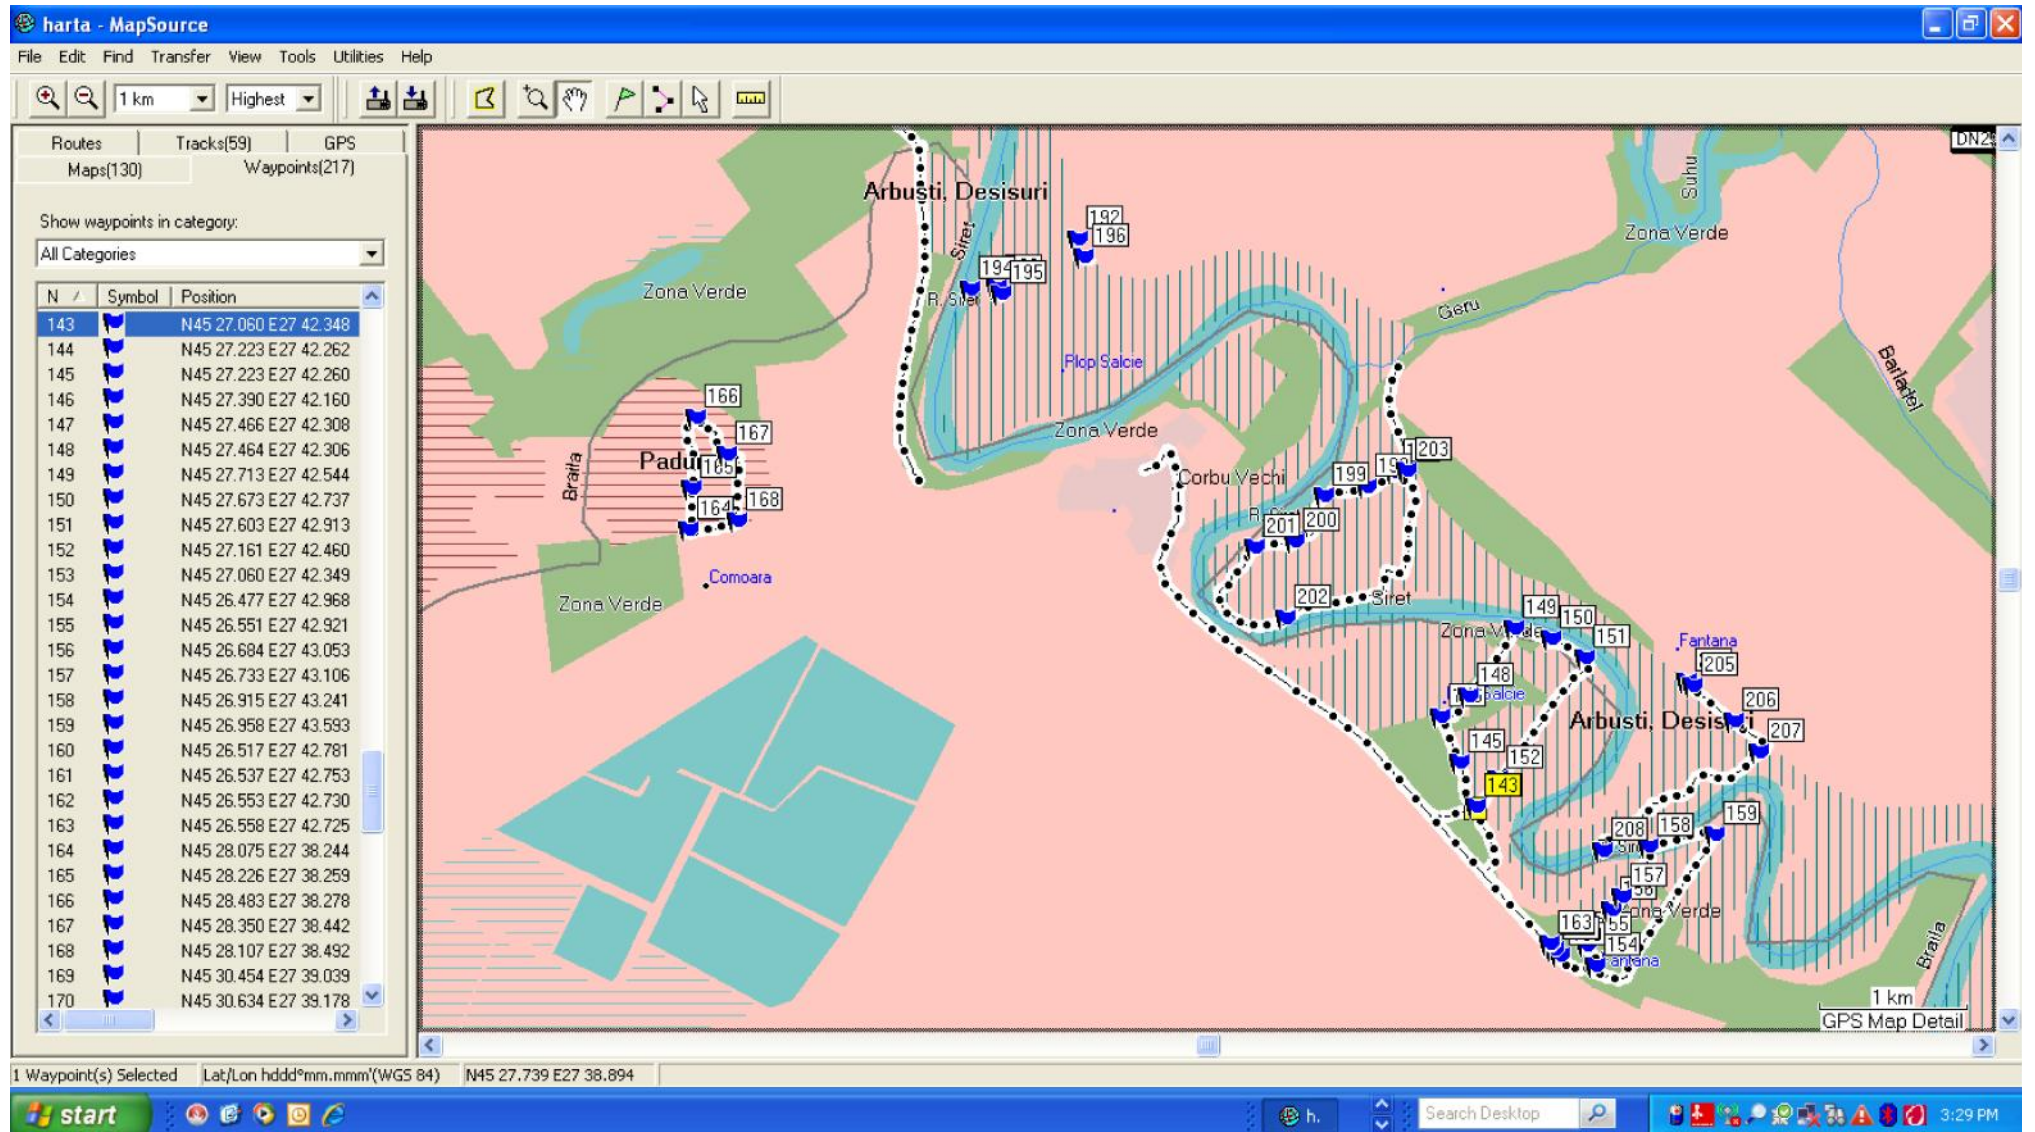 harta - MapSource
File Edit Find Transfer View Tools Utilities Help
1 km Highest
Routes Tracks(59) GPS
Maps(130) Waypoints(217)
Show waypoints in category:
All Categories
N Symbol Position
143 N45 27.060 E27 42.348
144 N45 27.223 E27 42.262
145 N45 27.223 E27 42.260
146 N45 27.390 E27 42.160
147 N45 27.466 E27 42.308
148 N45 27.464 E27 42.306
149 N45 27.713 E27 42.544
150 N45 27.673 E27 42.737
151 N45 27.603 E27 42.913
152 N45 27.161 E27 42.460
153 N45 27.060 E27 42.349
154 N45 26.477 E27 42.968
155 N45 26.551 E27 42.921
156 N45 26.684 E27 43.053
157 N45 26.733 E27 43.106
158 N45 26.915 E27 43.241
159 N45 26.958 E27 43.593
160 N45 26.517 E27 42.781
161 N45 26.537 E27 42.753
162 N45 26.553 E27 42.730
163 N45 26.558 E27 42.725
164 N45 28.075 E27 38.244
165 N45 28.226 E27 38.259
166 N45 28.483 E27 38.278
167 N45 28.350 E27 38.442
168 N45 28.107 E27 38.492
169 N45 30.454 E27 39.039
170 N45 30.634 E27 39.178
DN25
Arbusti, Desisuri
Suhu
192
Zona Verde
196
Siret
194
195
Zona Verde
R. Siret
Geru
Plop Salcie
Barladel
166
167
Zona Verde
203
Padu
165
Braila
Corbu Vechi
199
168
164
201
200
Comoara
Zona Verde
202
Siret
149
150
Zona Verde
151
Fantana
205
148
Salcie
206
Arbusti, Desisuri
207
145
152
143
159
208
158
157
Zona Verde
163
55
154
Fantana
Braila
1 km
GPS Map Detail
1 Waypoint(s) Selected Lat/Lon hddd°mm.mmm'(WGS 84) N45 27.739 E27 38.894
start h. Search Desktop 3:29 PM